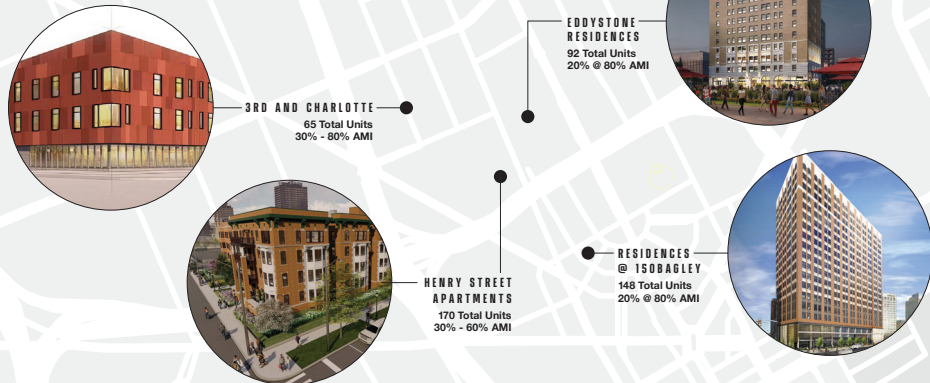 EDDYSTONE
RESIDENCES
92 Total Units
20% @ 80% AMI
3RD AND CHARLOTTE
65 Total Units
30% - 80% AMI
RESIDENCES
@ 150BAGLEY
148 Total Units
20% @ 80% AMI
HENRY STREET
APARTMENTS
170 Total Units
30% - 60% AMI